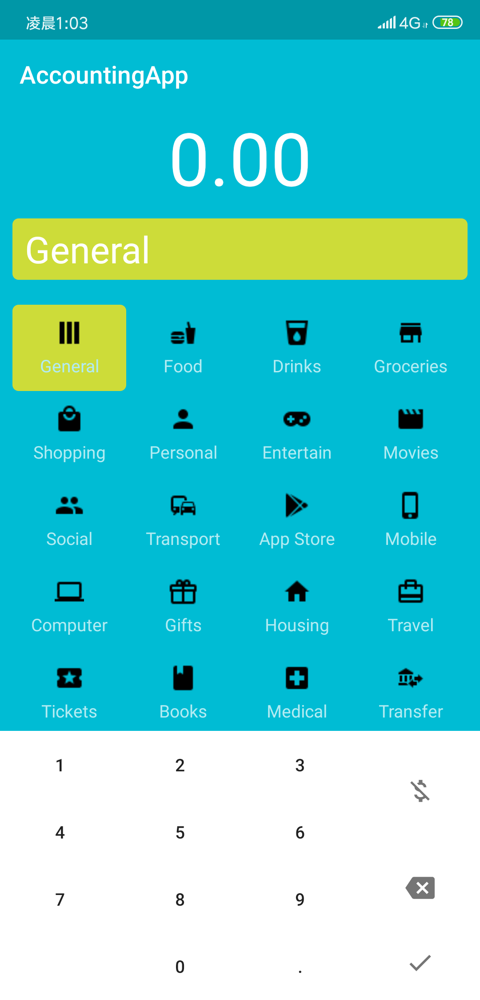 凌晨1:03 4G 78
AccountingApp
0.00
General
General Food Drinks Groceries
Shopping Personal Entertain Movies
Social Transport App Store Mobile
Computer Gifts Housing Travel
Tickets Books Medical Transfer
1 2 3
4 5 6
7 8 9
0 .